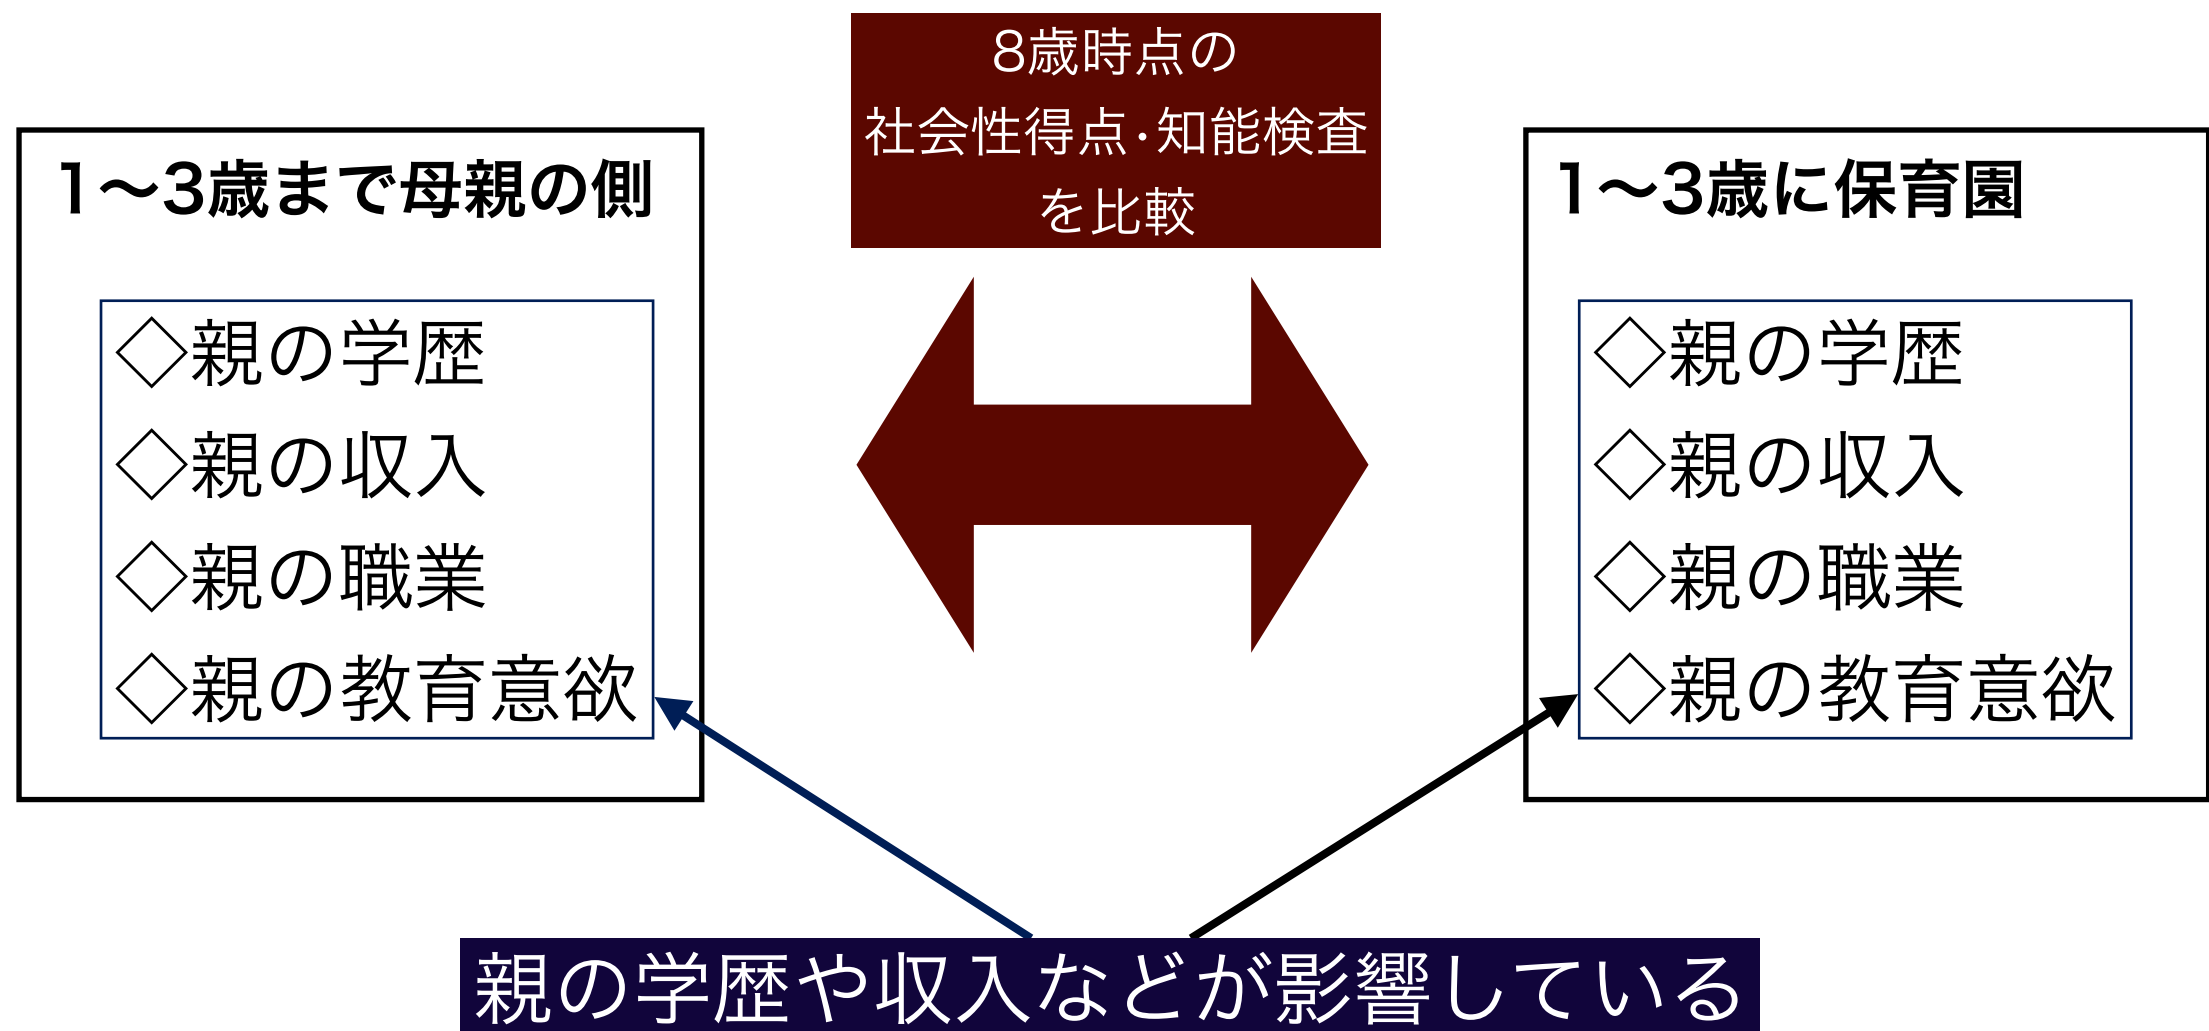 8歳時点の
社会性得点・知能検査
を比較
1〜3歳まで母親の側
◇親の学歴
◇親の収入
◇親の職業
◇親の教育意欲
1〜3歳に保育園
◇親の学歴
◇親の収入
◇親の職業
◇親の教育意欲
親の学歴や収入などが影響している